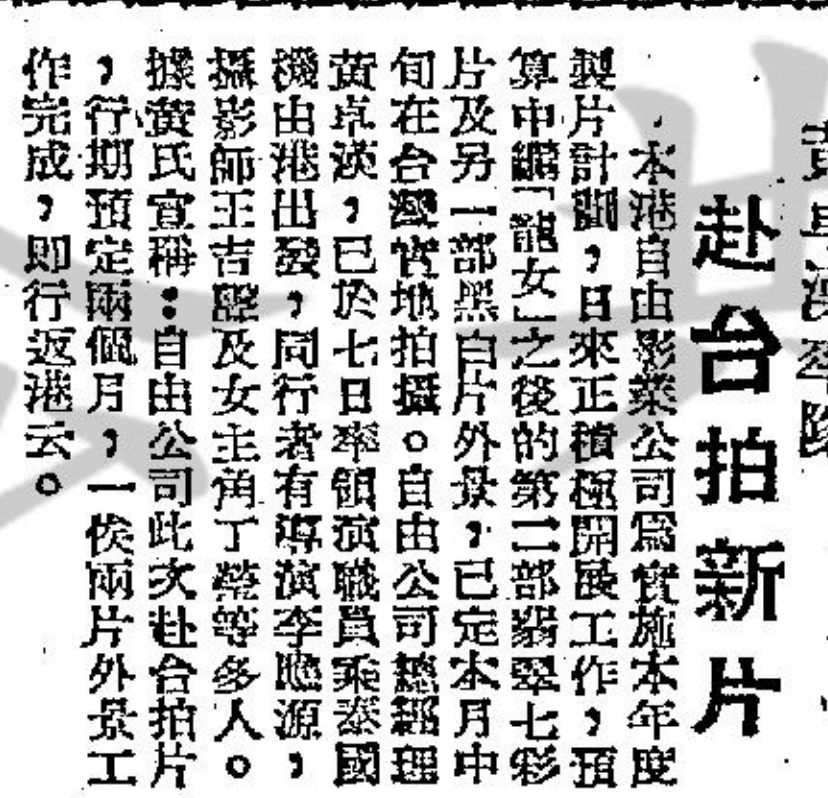 黃卓漢率隊
赴台拍新片
本港自由影業公司爲實施本年度
製片計劃，日來正積極開展工作，預
算中繼「龍女」之後的第二部翡翠七彩
片及另一部黑白片外景，已定本月中
旬在台灣實地拍攝。自由公司總經理
黃卓漢，已於七日率領演職員乘泰國
機由港出發，同行者有導演李應源，
攝影師王吉 及女主角丁瑩等多人。
據黃氏宣稱：自由公司此次赴台拍片
，行期預定兩個月，一俟兩片外景工
作完成，則行返港云。